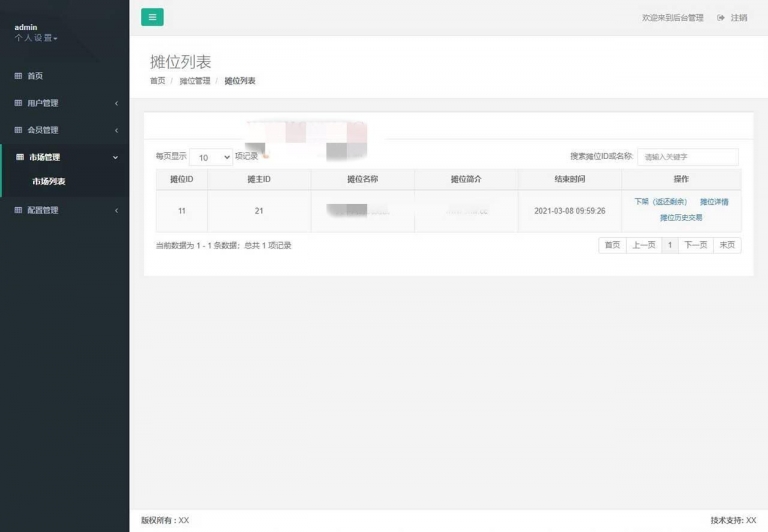 admin
个人设置
首页
用户管理
会员管理
市场管理
市场列表
配置管理
欢迎来到后台管理 注销
摊位列表
首页 / 摊位管理 / 摊位列表
每页显示 10 项记录
搜索摊位ID或名称: 请输入关键字
摊位ID 摊主ID 摊位名称 摊位简介 结束时间 操作
11 21 2021-03-08 09:59:26 下架（返还剩余） 摊位详情
摊位历史交易
当前数据为 1 - 1 条数据; 总共 1 项记录
首页 上一页 1 下一页 末页
版权所有 : XX
技术支持: XX